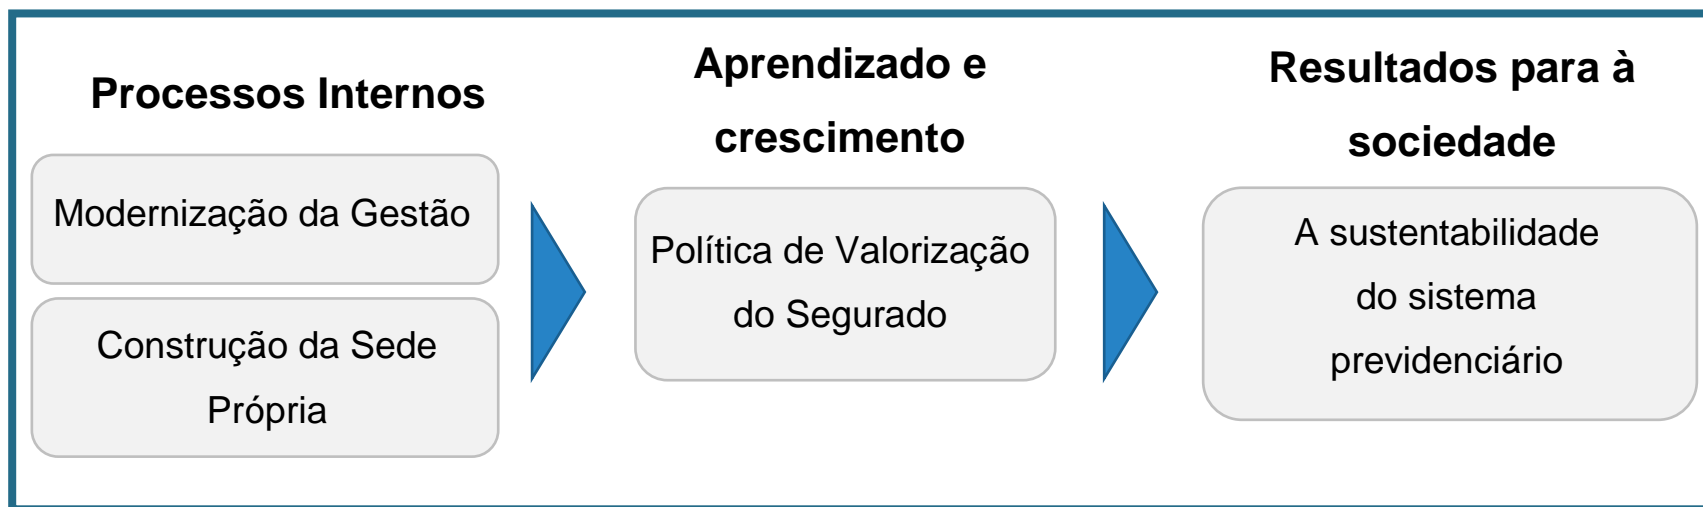 Processos Internos
Modernização da Gestão
Construção da Sede
Própria
Aprendizado e
crescimento
Política de Valorização
do Segurado
Resultados para à
sociedade
A sustentabilidade
do sistema
previdenciário